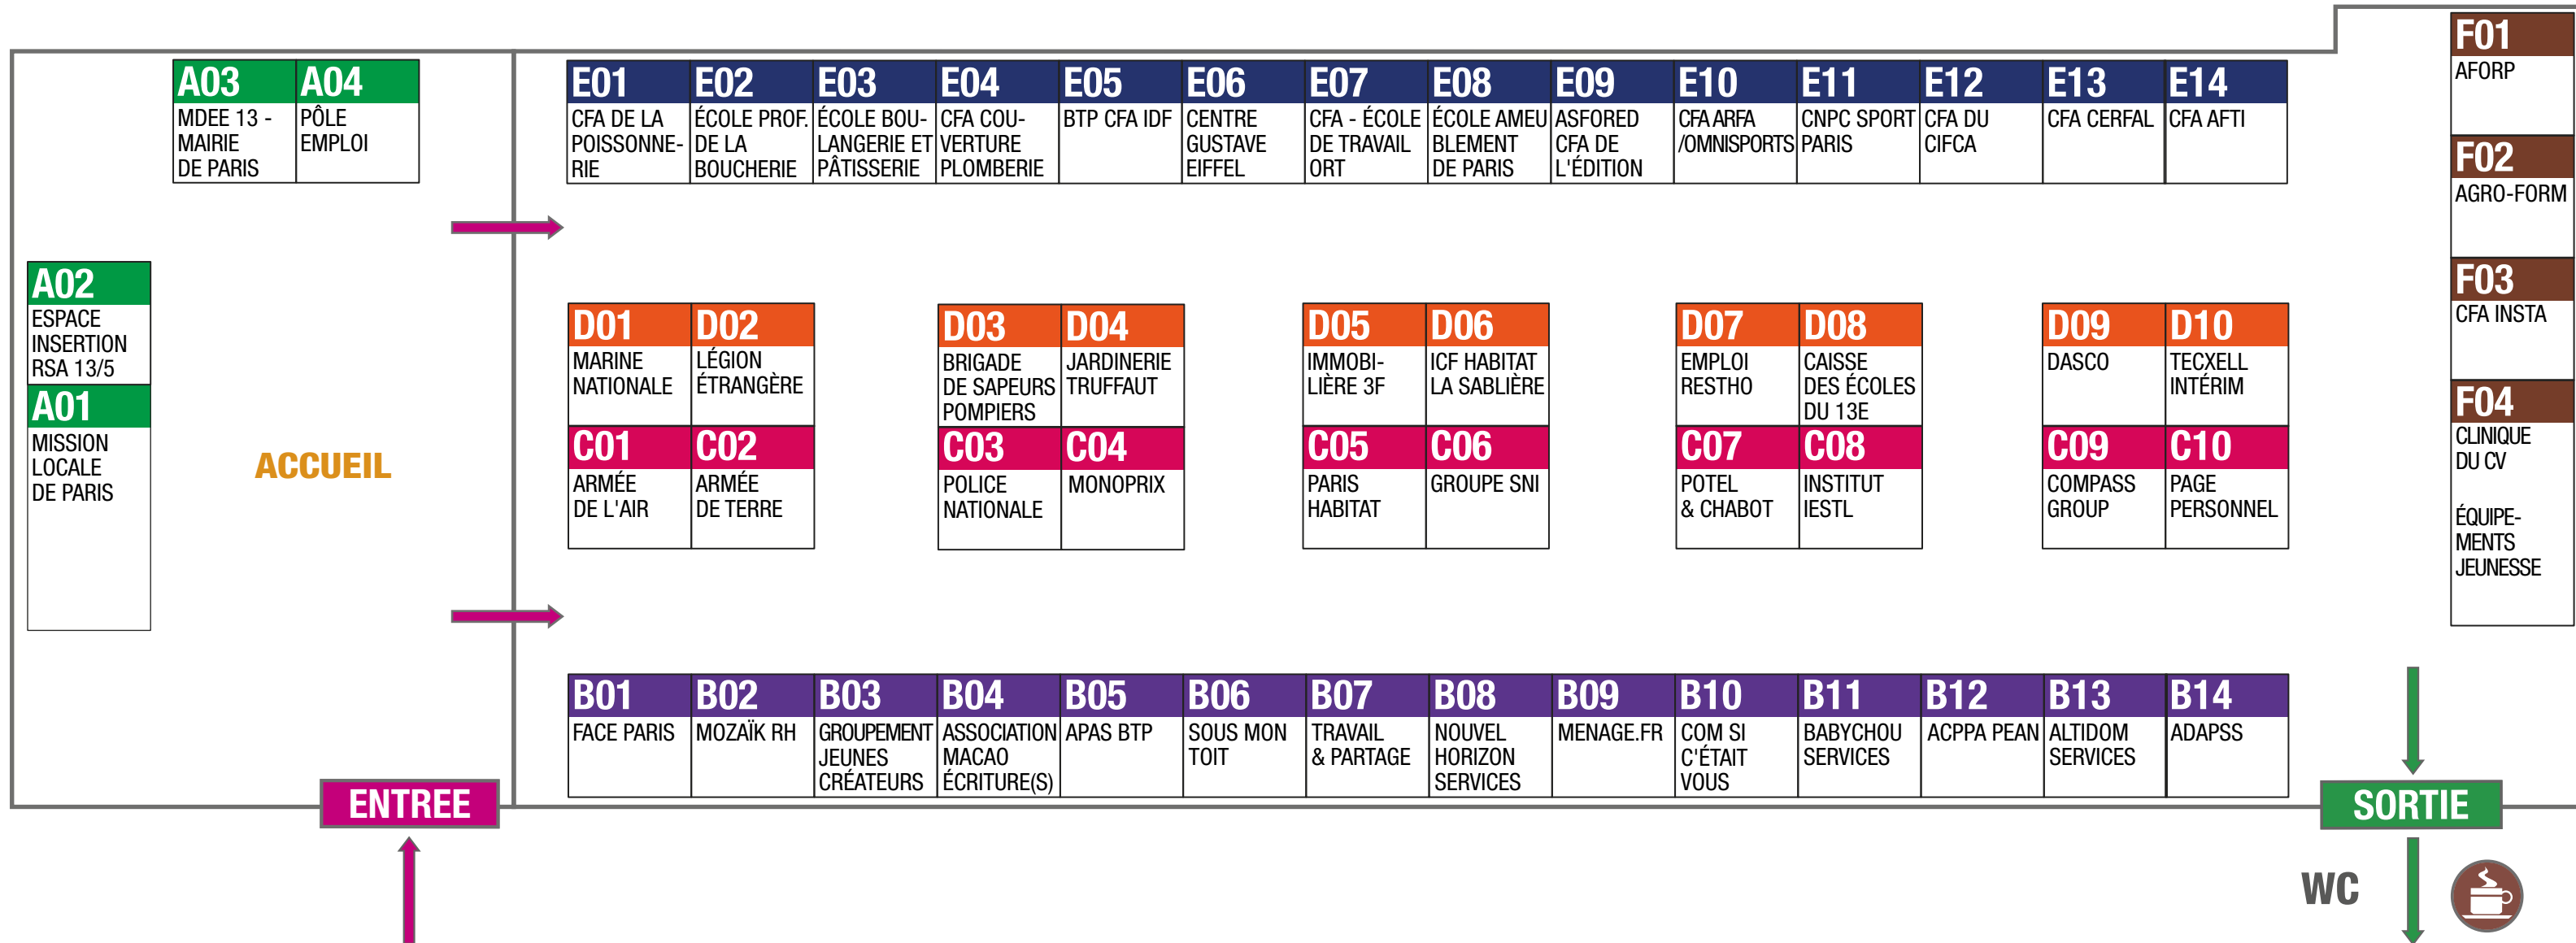 A03
MDEE 13 -
MAIRIE
DE PARIS
A04
PÔLE
EMPLOI
A02
ESPACE
INSERTION
RSA 13/5
A01
MISSION
LOCALE
DE PARIS
ACCUEIL
ENTREE
E01
CFA DE LA
POISSONNE-
RIE
E02
ÉCOLE PROF.
DE LA
BOUCHERIE
E03
ÉCOLE BOU-
LANGERIE ET
PÂTISSERIE
E04
CFA COU-
VERTURE
PLOMBERIE
E05
BTP CFA IDF
E06
CENTRE
GUSTAVE
EIFFEL
E07
CFA - ÉCOLE
DE TRAVAIL
ORT
E08
ÉCOLE AMEU
BLEMENT
DE PARIS
E09
ASFORED
CFA DE
L'ÉDITION
E10
CFA ARFA
/OMNISPORTS
E11
CNPC SPORT
PARIS
E12
CFA DU
CIFCA
E13
CFA CERFAL
E14
CFA AFTI
D01
MARINE
NATIONALE
D02
LÉGION
ÉTRANGÈRE
D03
BRIGADE
DE SAPEURS
POMPIERS
D04
JARDINERIE
TRUFFAUT
D05
IMMOBI-
LIÈRE 3F
D06
ICF HABITAT
LA SABLIÈRE
D07
EMPLOI
RESTHO
D08
CAISSE
DES ÉCOLES
DU 13E
D09
DASCO
D10
TECXELL
INTÉRIM
C01
ARMÉE
DE L'AIR
C02
ARMÉE
DE TERRE
C03
POLICE
NATIONALE
C04
MONOPRIX
C05
PARIS
HABITAT
C06
GROUPE SNI
C07
POTEL
& CHABOT
C08
INSTITUT
IESTL
C09
COMPASS
GROUP
C10
PAGE
PERSONNEL
B01
FACE PARIS
B02
MOZAÏK RH
B03
GROUPEMENT
JEUNES
CRÉATEURS
B04
ASSOCIATION
MACAO
ÉCRITURE(S)
B05
APAS BTP
B06
SOUS MON
TOIT
B07
TRAVAIL
& PARTAGE
B08
NOUVEL
HORIZON
SERVICES
B09
MENAGE.FR
B10
COM SI
C'ÉTAIT
VOUS
B11
BABYCHOU
SERVICES
B12
ACPPA PEAN
B13
ALTIDOM
SERVICES
B14
ADAPSS
F01
AFORP
F02
AGRO-FORM
F03
CFA INSTA
F04
CLINIQUE
DU CV
ÉQUIPE-
MENTS
JEUNESSE
SORTIE
WC